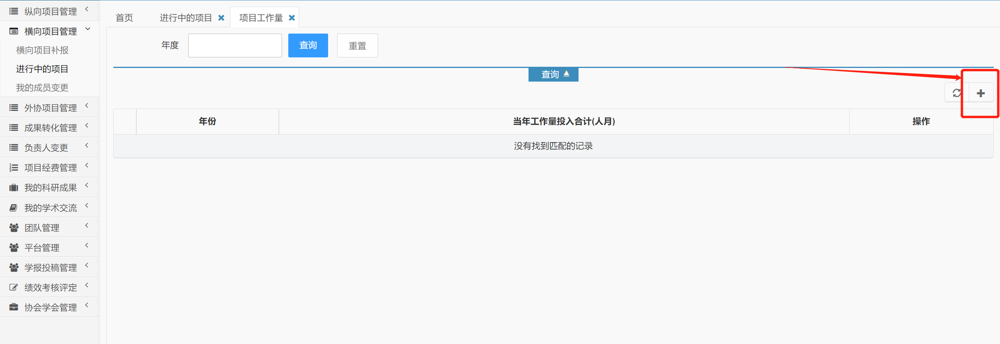 纵向项目管理
横向项目管理
横向项目补报
进行中的项目
我的成员变更
外协项目管理
成果转化管理
负责人变更
项目经费管理
我的科研成果
我的学术交流
团队管理
平台管理
学报投稿管理
绩效考核评定
协会学会管理
首页 进行中的项目 项目工作量
年度 查询 重置
查询
年份 当年工作量投入合计(人月) 操作
没有找到匹配的记录